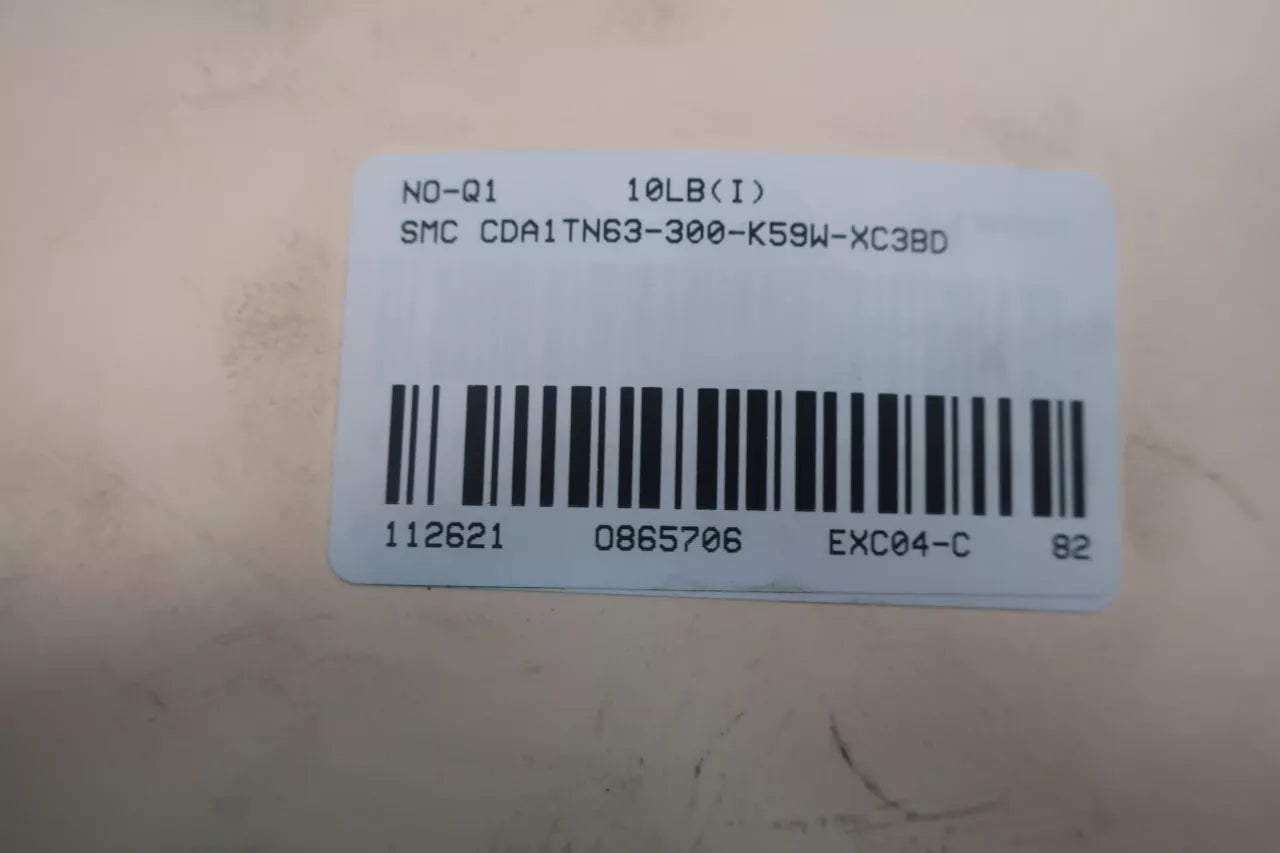 NO-Q1 10LB(I)
SMC CDA1TN63-300-K59W-XC3BD
112621 0865706 EXC04-C 82